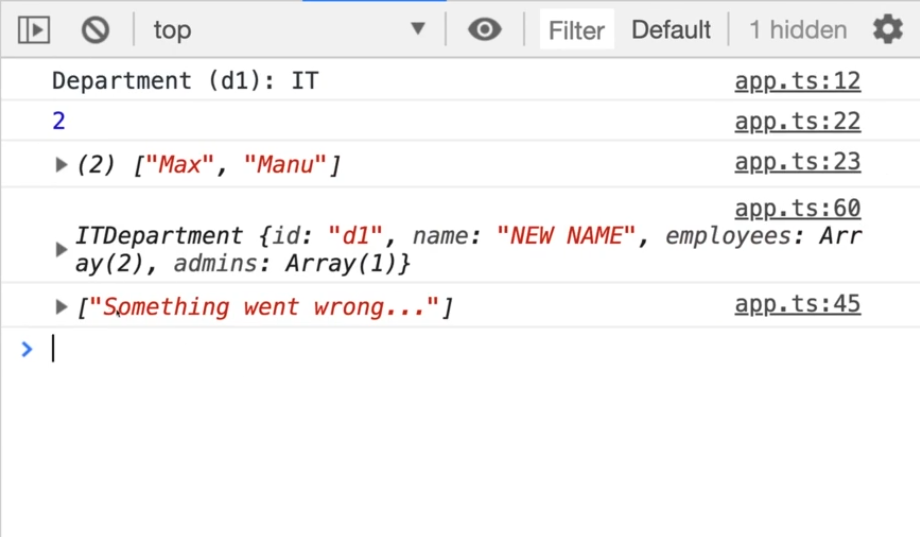 top Filter Default 1 hidden
Department (d1): IT app.ts:12
2 app.ts:22
(2) ["Max", "Manu"] app.ts:23
app.ts:60
ITDepartment {id: "d1", name: "NEW NAME", employees: Arr
ay(2), admins: Array(1)}
["Something went wrong..."] app.ts:45